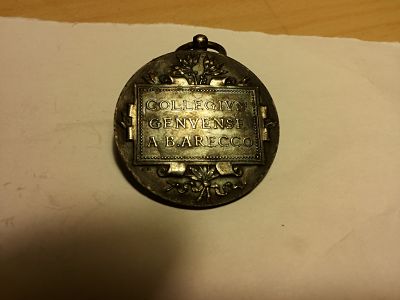 COLLEGIVM
GENVENSE
A B. ARECCO